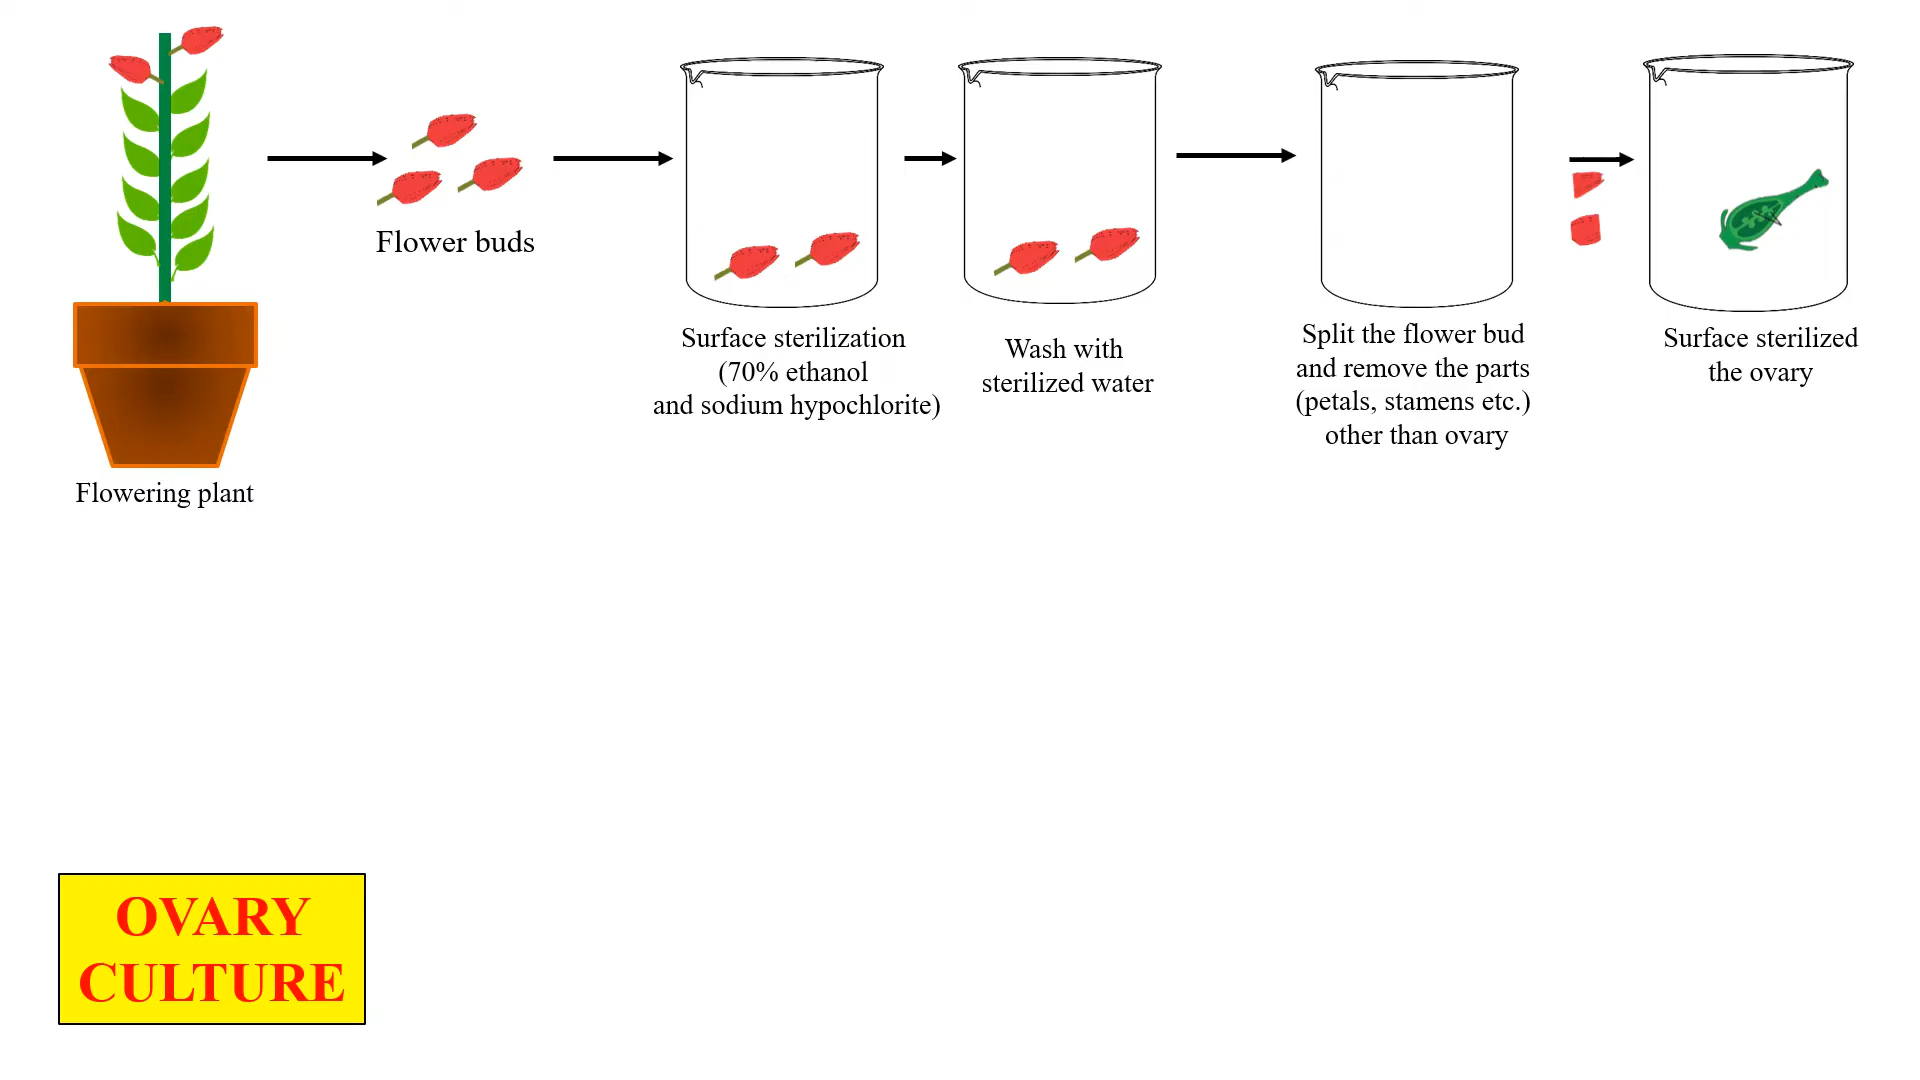 Flower buds
Flowering plant
Surface sterilization
(70% ethanol
and sodium hypochlorite)
Wash with
sterilized water
Split the flower bud
and remove the parts
(petals, stamens etc.)
other than ovary
Surface sterilized
the ovary
OVARY
CULTURE